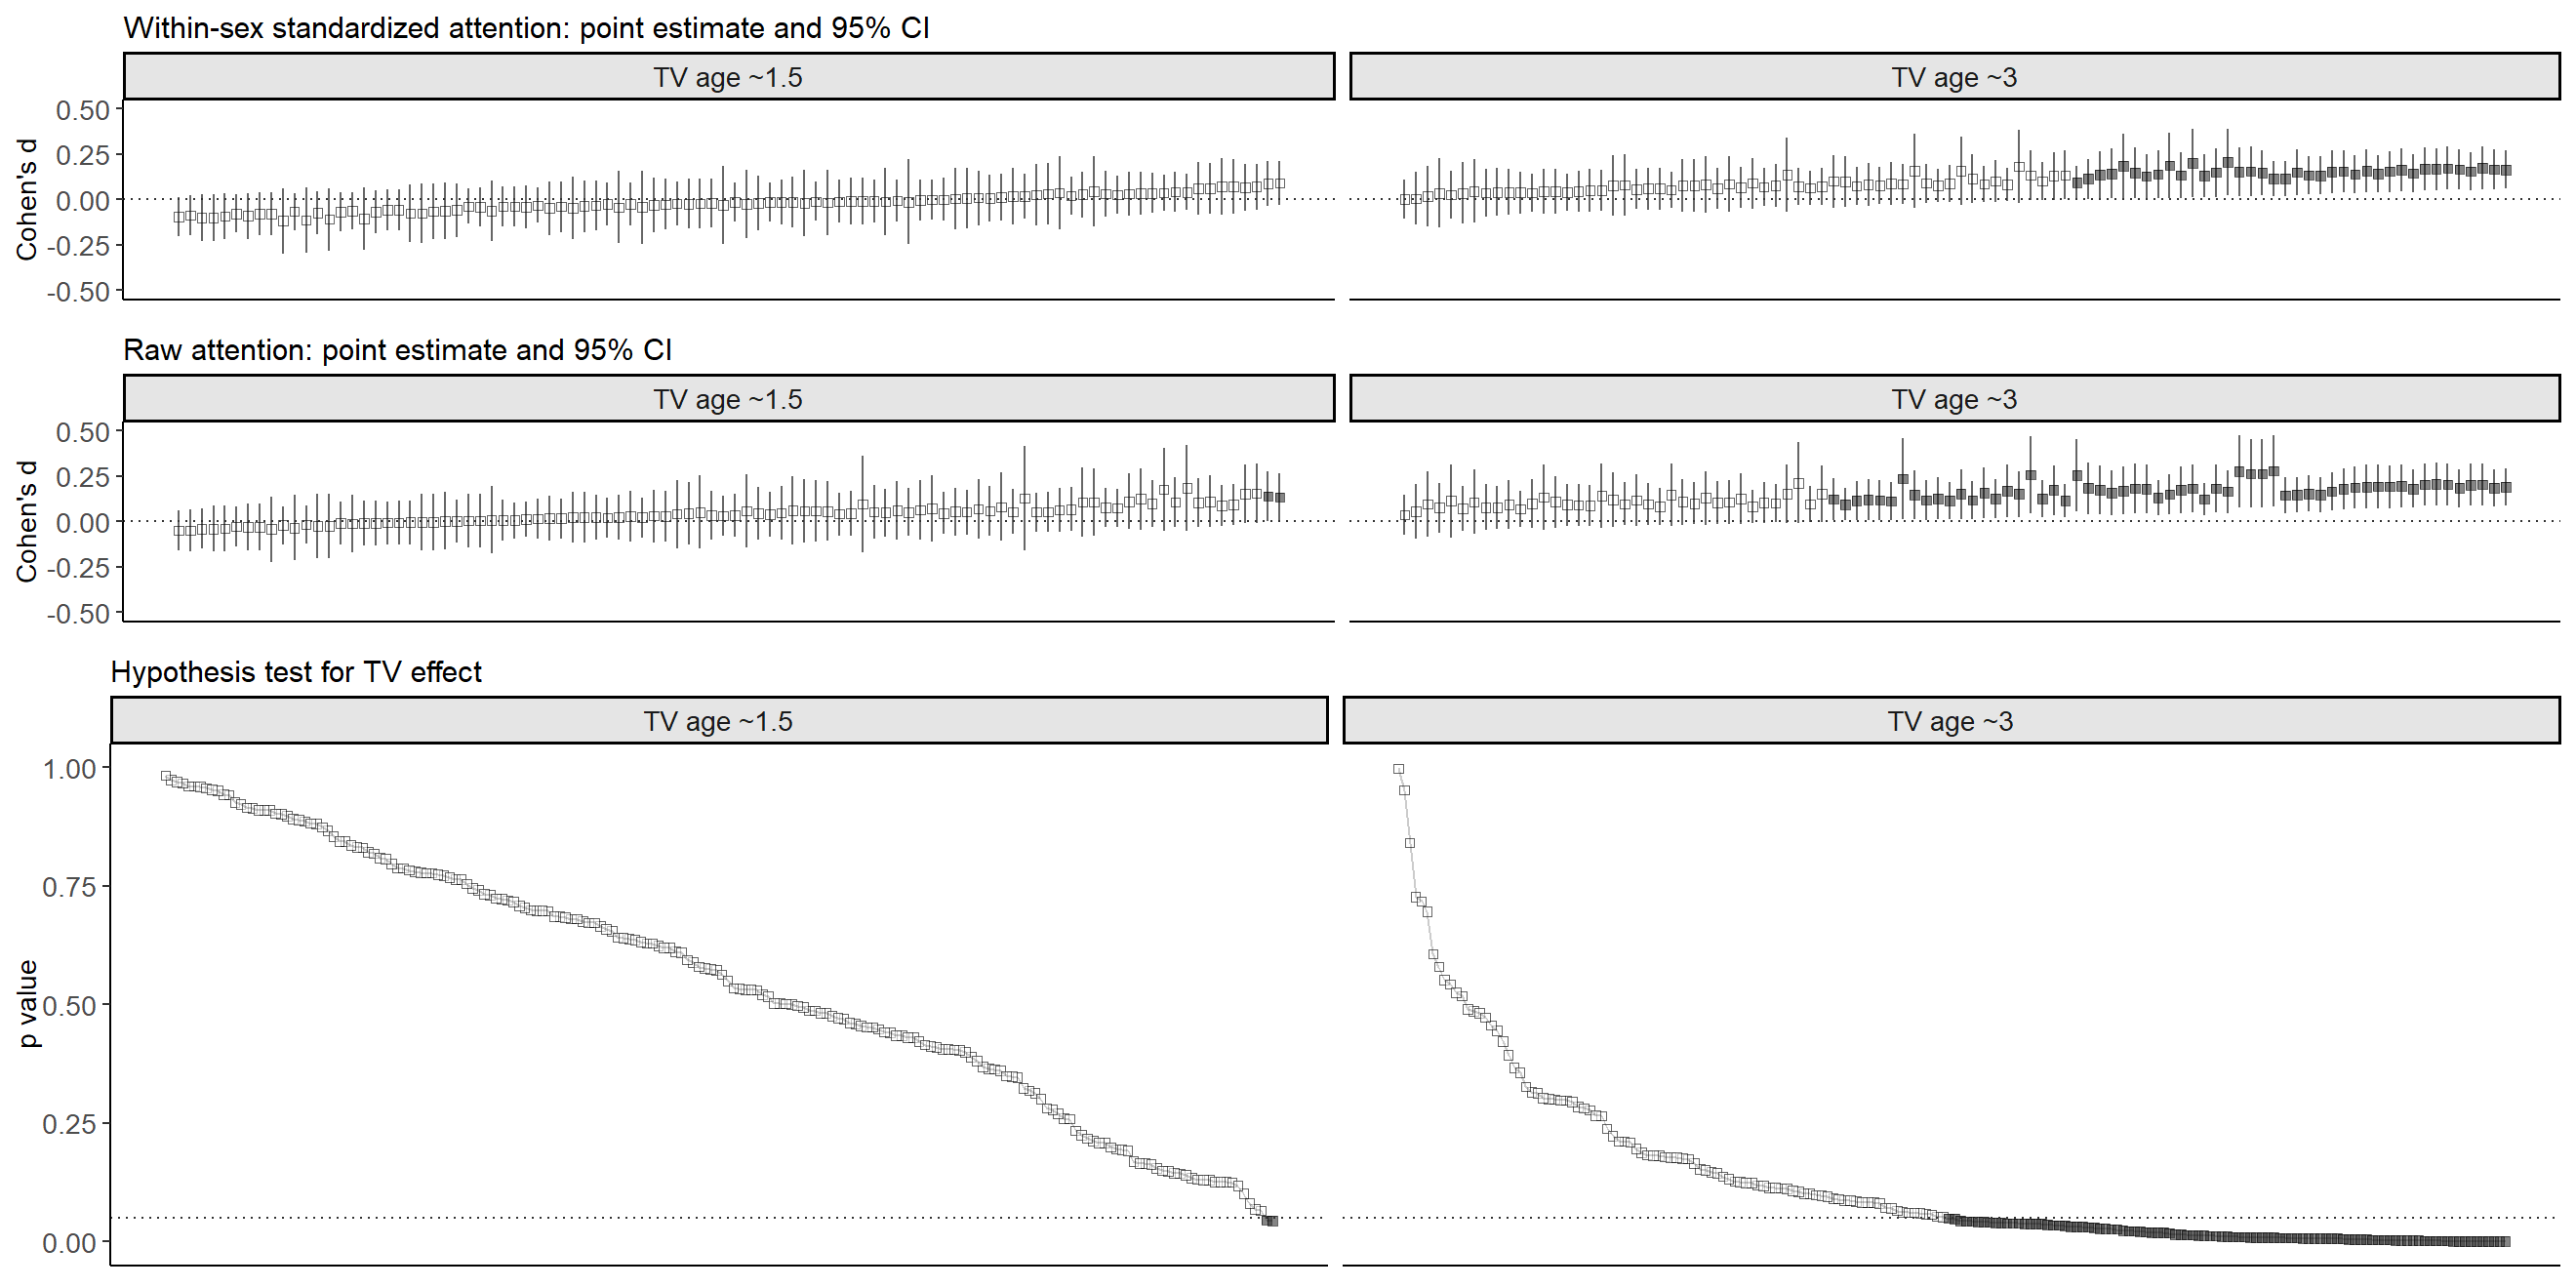 Within-sex standardized attention: point estimate and 95% CI
TV age ~1.5
TV age ~3
Cohen's d
0.50
0.25
0.00
-0.25
-0.50
Raw attention: point estimate and 95% CI
TV age ~1.5
TV age ~3
Cohen's d
0.50
0.25
0.00
-0.25
-0.50
Hypothesis test for TV effect
TV age ~1.5
TV age ~3
p value
1.00
0.75
0.50
0.25
0.00